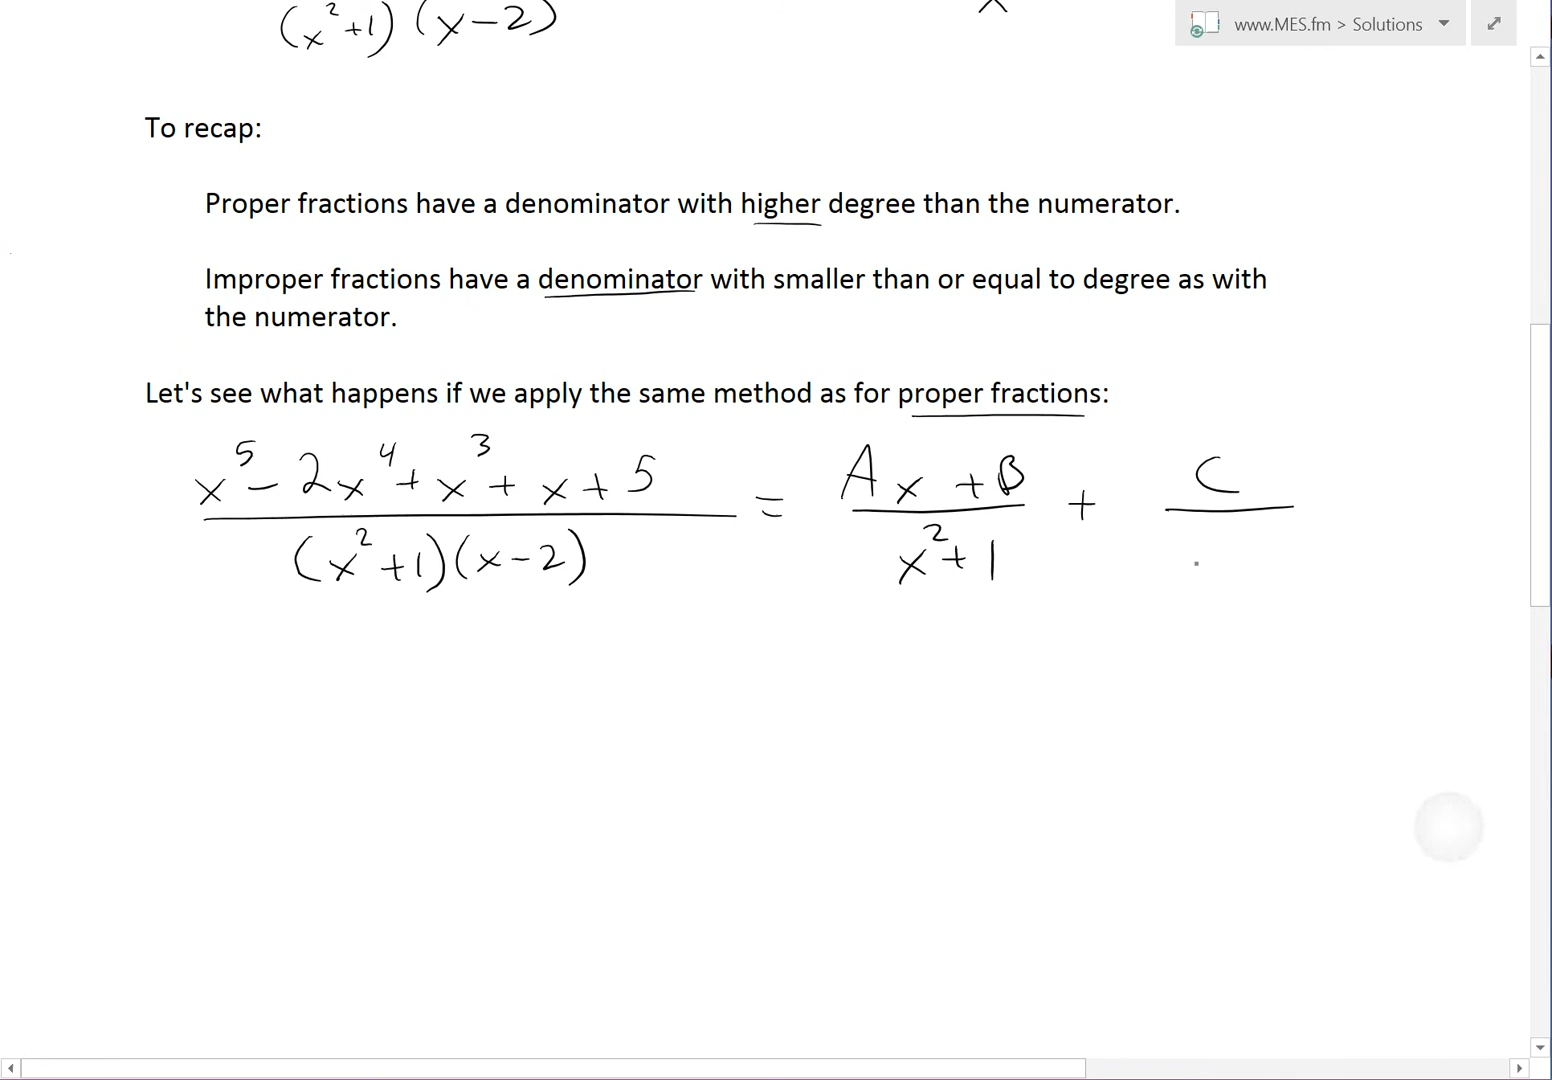 (x²+1)(x-2)
www.MES.fm > Solutions
To recap:
Proper fractions have a denominator with higher degree than the numerator.
Improper fractions have a denominator with smaller than or equal to degree as with
the numerator.
Let's see what happens if we apply the same method as for proper fractions:
x⁵ - 2x⁴ + x³ + x + 5 = Ax + B + C
(x²+1)(x-2) x²+1